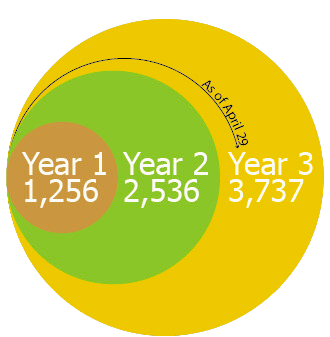 As of April 29
Year 1 Year 2 Year 3
1,256 2,536 3,737